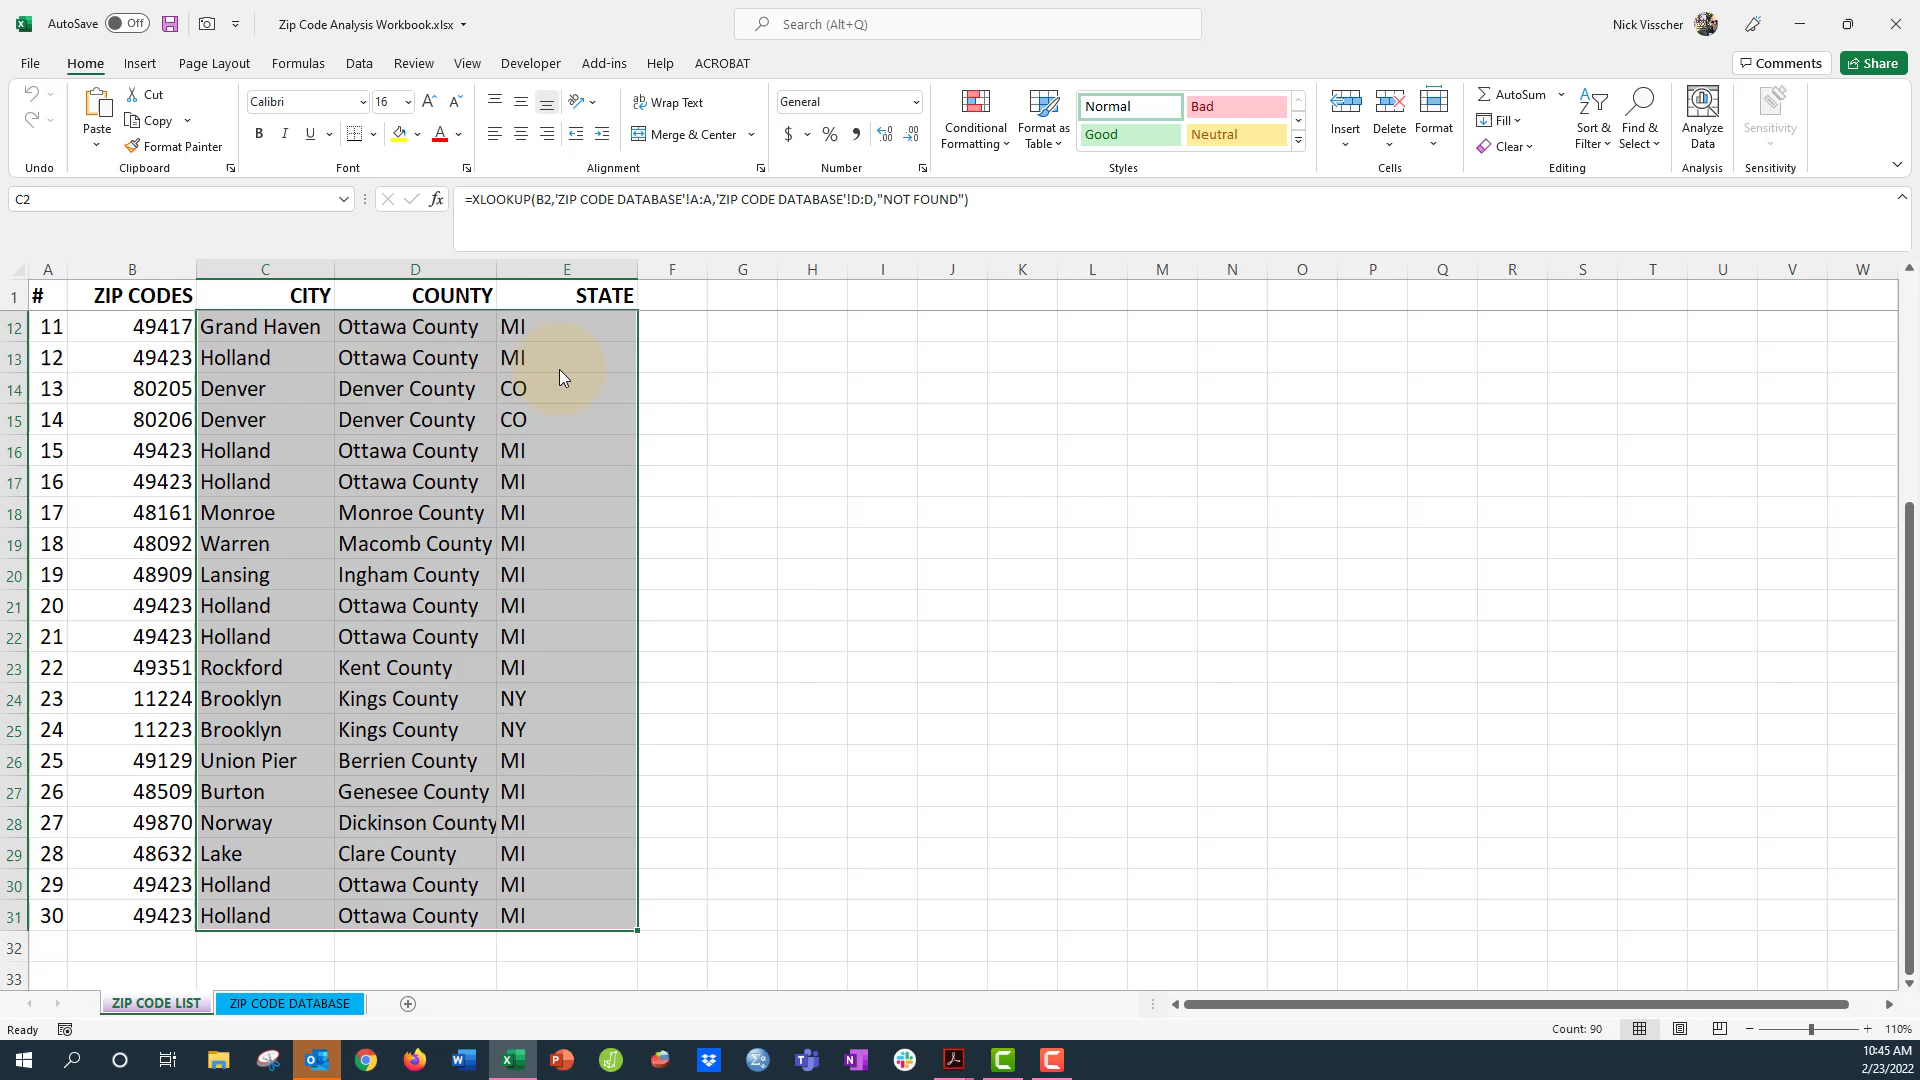 AutoSave Off Zip Code Analysis Workbook.xlsx Search (Alt+Q) Nick Visscher
File Home Insert Page Layout Formulas Data Review View Developer Add-ins Help ACROBAT Comments Share
Paste Cut Copy Format Painter
Calibri 16 B I U A
Wrap Text Merge & Center
General $ % ,
Conditional Formatting Format as Table
Normal Bad
Good Neutral
Insert Delete Format
AutoSum Fill Clear
Sort & Filter Find & Select
Analyze Data Sensitivity
Undo Clipboard Font Alignment Number Styles Cells Editing Analysis Sensitivity
C2 fx =XLOOKUP(B2,'ZIP CODE DATABASE'!A:A,'ZIP CODE DATABASE'!D:D,"NOT FOUND")
A B C D E F G H I J K L M N O P Q R S T U V W
1 # ZIP CODES CITY COUNTY STATE
12 11 49417 Grand Haven Ottawa County MI
13 12 49423 Holland Ottawa County MI
14 13 80205 Denver Denver County CO
15 14 80206 Denver Denver County CO
16 15 49423 Holland Ottawa County MI
17 16 49423 Holland Ottawa County MI
18 17 48161 Monroe Monroe County MI
19 18 48092 Warren Macomb County MI
20 19 48909 Lansing Ingham County MI
21 20 49423 Holland Ottawa County MI
22 21 49423 Holland Ottawa County MI
23 22 49351 Rockford Kent County MI
24 23 11224 Brooklyn Kings County NY
25 24 11223 Brooklyn Kings County NY
26 25 49129 Union Pier Berrien County MI
27 26 48509 Burton Genesee County MI
28 27 49870 Norway Dickinson County MI
29 28 48632 Lake Clare County MI
30 29 49423 Holland Ottawa County MI
31 30 49423 Holland Ottawa County MI
32
33
ZIP CODE LIST ZIP CODE DATABASE
Ready Count: 90 110%
10:45 AM
2/23/2022